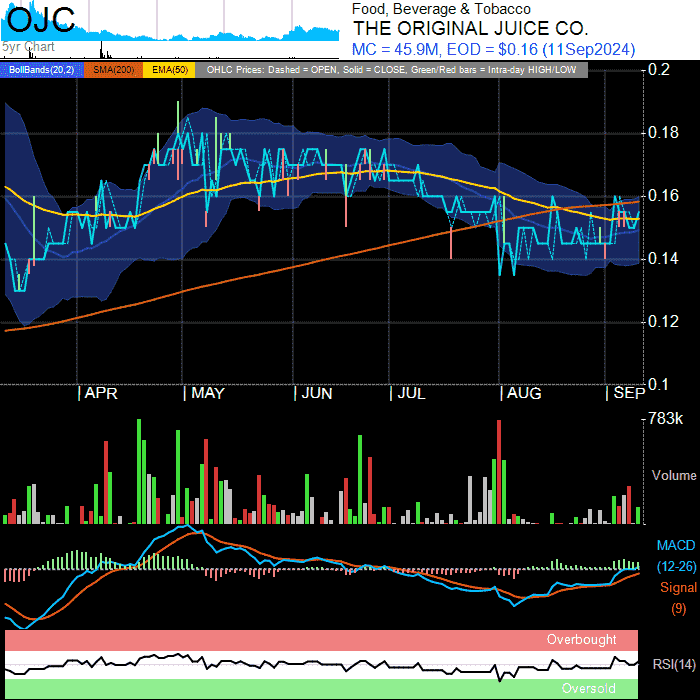 OJC
5yr Chart
Food, Beverage & Tobacco
THE ORIGINAL JUICE CO.
MC = 45.9M, EOD = $0.16 (11Sep2024)
BollBands(20,2) SMA(200) EMA(50) OHLC Prices: Dashed = OPEN, Solid = CLOSE, Green/Red bars = Intra-day HIGH/LOW
0.2
0.18
0.16
0.14
0.12
0.1
APR MAY JUN JUL AUG SEP
783k
Volume
MACD
(12-26)
Signal
(9)
Overbought
RSI(14)
Oversold